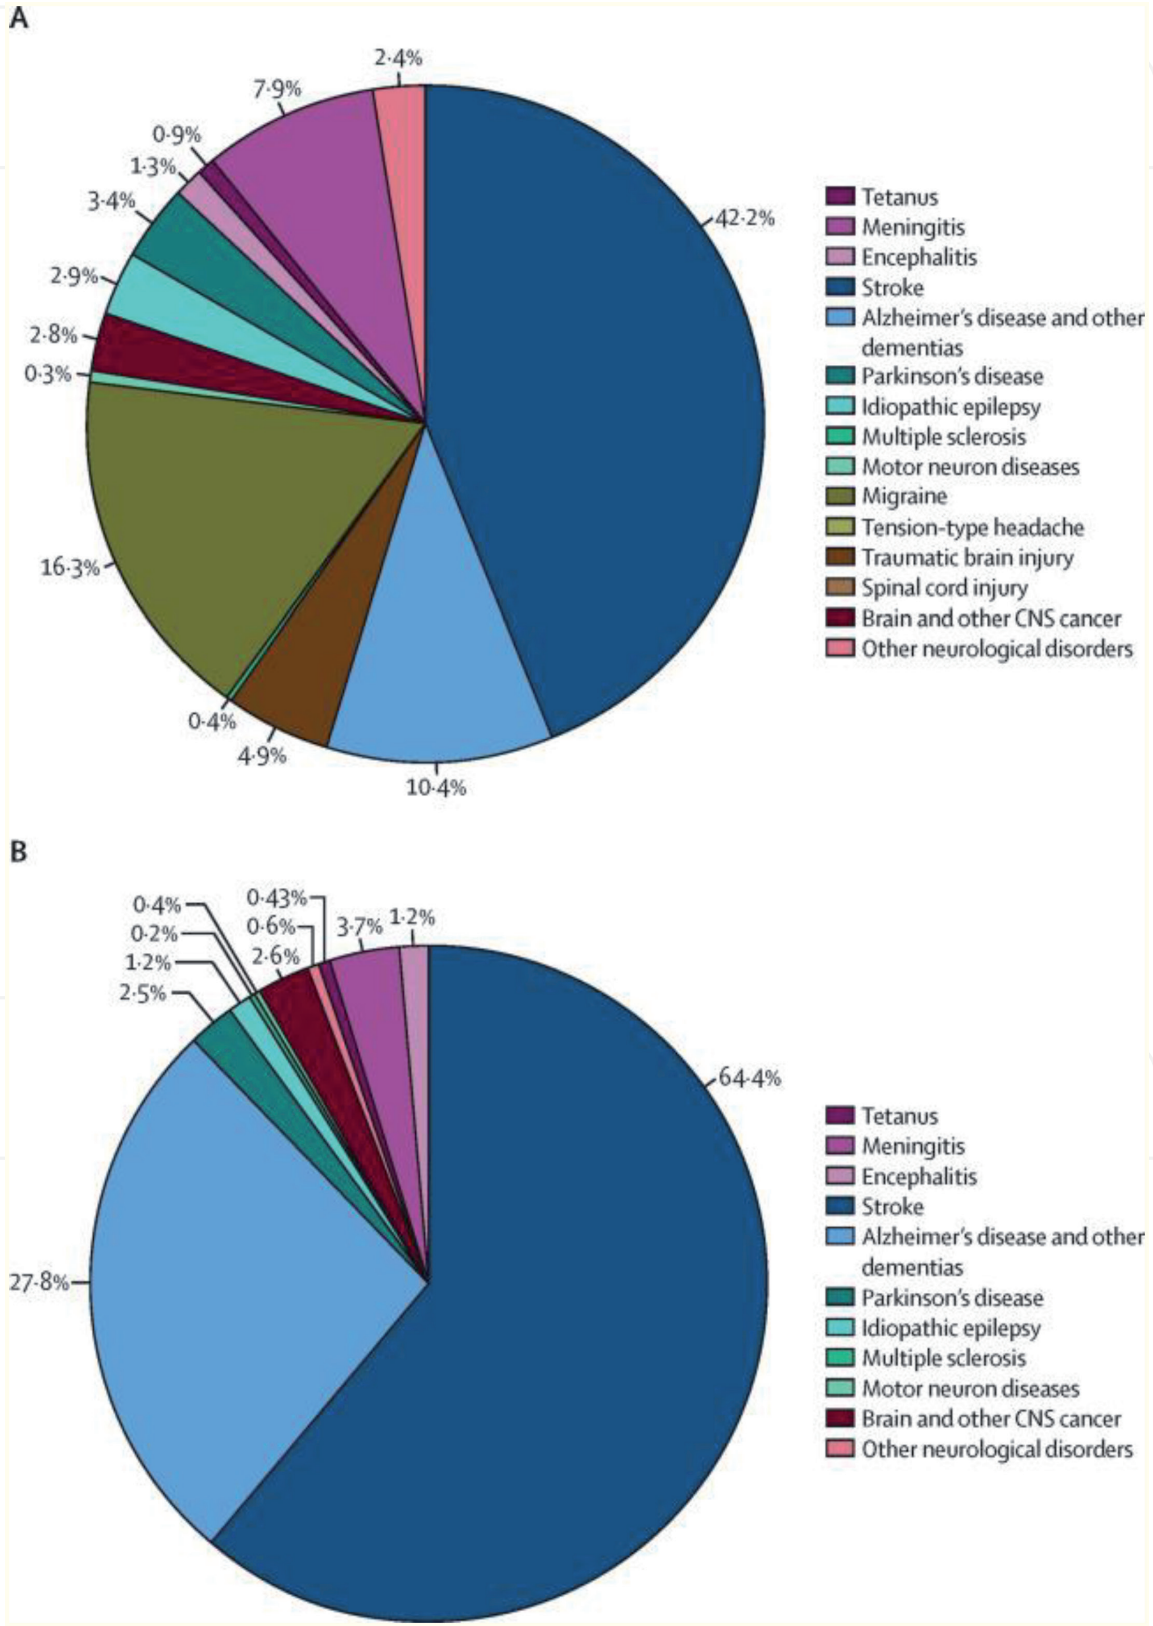 A
2·4%
7·9%
0·9%
1·3%
3·4%
2·9%
2·8%
0·3%
16·3%
0·4%
4·9%
10·4%
42·2%
Tetanus
Meningitis
Encephalitis
Stroke
Alzheimer's disease and other
dementias
Parkinson's disease
Idiopathic epilepsy
Multiple sclerosis
Motor neuron diseases
Migraine
Tension-type headache
Traumatic brain injury
Spinal cord injury
Brain and other CNS cancer
Other neurological disorders
B
0·4%
0·2%
1·2%
2·5%
0·43%
0·6%
2·6%
3·7%
1·2%
64·4%
27·8%
Tetanus
Meningitis
Encephalitis
Stroke
Alzheimer's disease and other
dementias
Parkinson's disease
Idiopathic epilepsy
Multiple sclerosis
Motor neuron diseases
Brain and other CNS cancer
Other neurological disorders